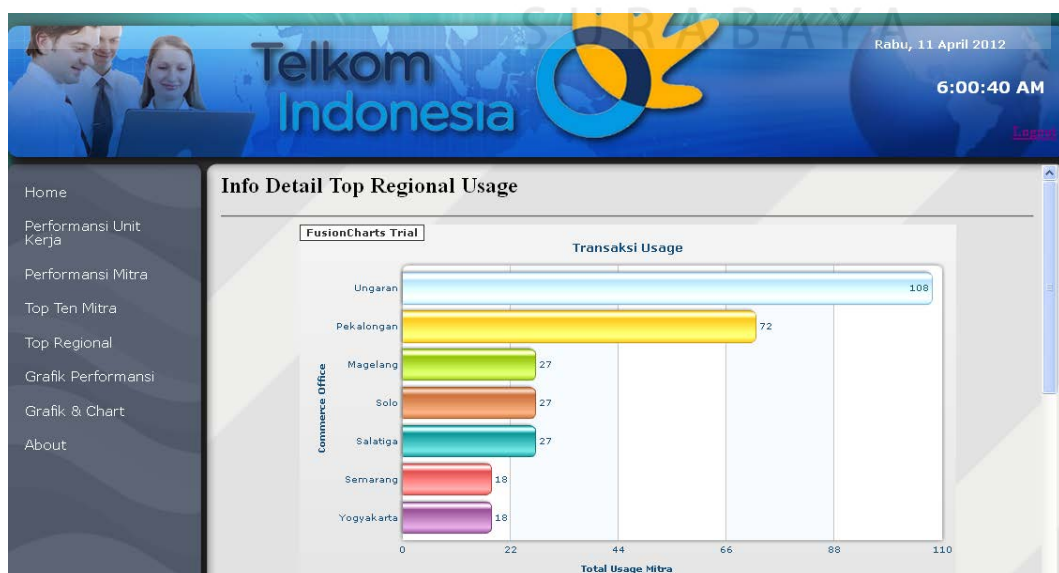 SURABAYA
Telkom
Indonesia
Rabu, 11 April 2012
6:00:40 AM
Logout
Home
Performansi Unit
Kerja
Performansi Mitra
Top Ten Mitra
Top Regional
Grafik Performansi
Grafik & Chart
About
Info Detail Top Regional Usage
FusionCharts Trial
Transaksi Usage
Commerce Office
Ungaran 108
Pekalongan 72
Magelang 27
Solo 27
Salatiga 27
Semarang 18
Yogyakarta 18
0 22 44 66 88 110
Total Usage Mitra